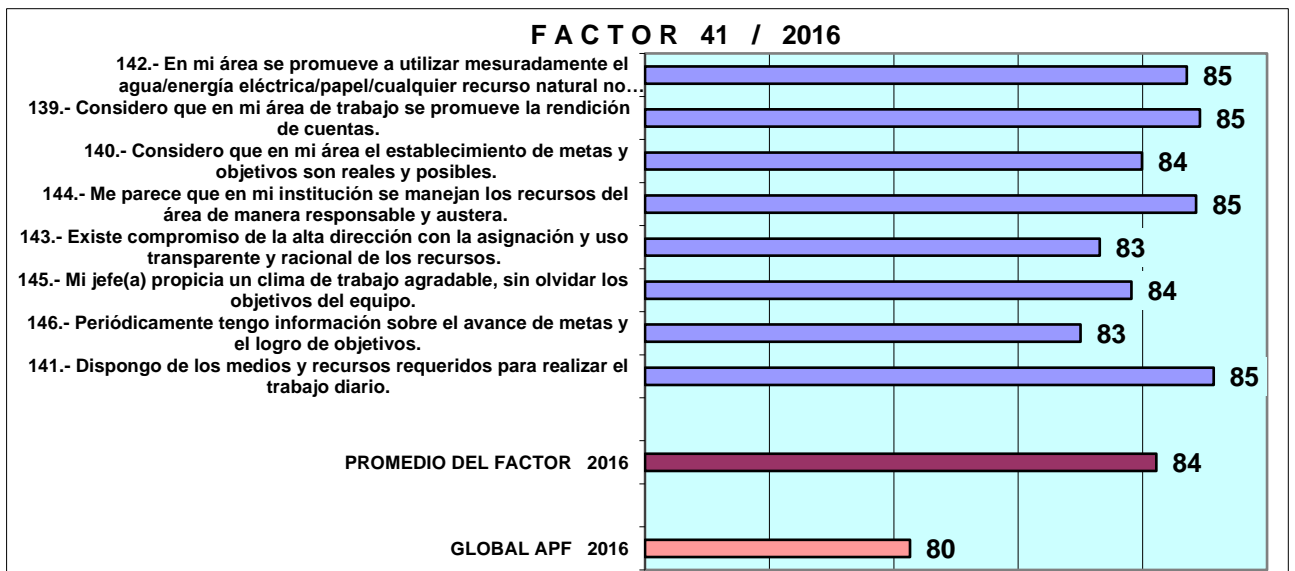 FACTOR 41 / 2016
142.- En mi área se promueve a utilizar mesuradamente el
agua/energía eléctrica/papel/cualquier recurso natural no…
85
139.- Considero que en mi área de trabajo se promueve la rendición
de cuentas.
85
140.- Considero que en mi área el establecimiento de metas y
objetivos son reales y posibles.
84
144.- Me parece que en mi institución se manejan los recursos del
área de manera responsable y austera.
85
143.- Existe compromiso de la alta dirección con la asignación y uso
transparente y racional de los recursos.
83
145.- Mi jefe(a) propicia un clima de trabajo agradable, sin olvidar los
objetivos del equipo.
84
146.- Periódicamente tengo información sobre el avance de metas y
el logro de objetivos.
83
141.- Dispongo de los medios y recursos requeridos para realizar el
trabajo diario.
85
PROMEDIO DEL FACTOR 2016
84
GLOBAL APF 2016
80